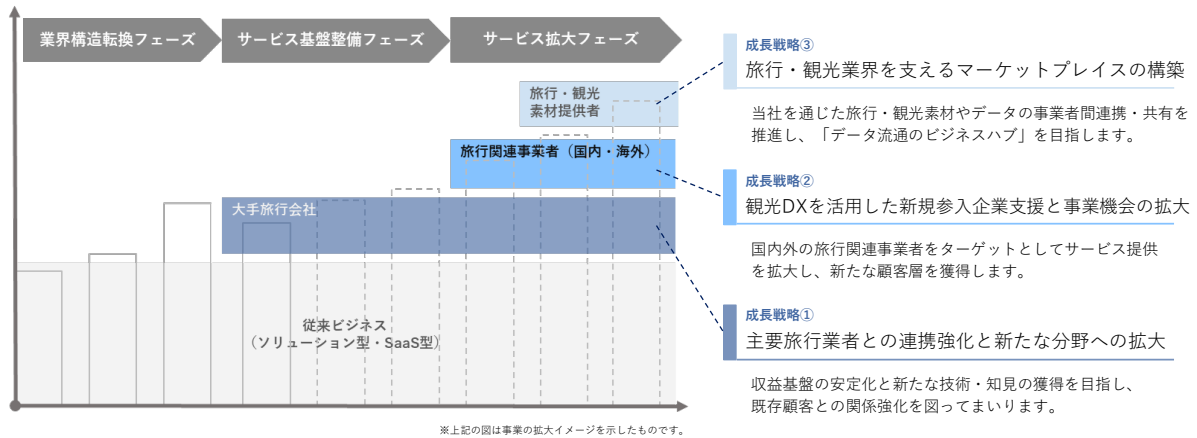 業界構造転換フェーズ
サービス基盤整備フェーズ
サービス拡大フェーズ
旅行・観光
素材提供者
旅行関連事業者（国内・海外）
大手旅行会社
従来ビジネス
（ソリューション型・SaaS型）
※上記の図は事業の拡大イメージを示したものです。
成長戦略③
旅行・観光業界を支えるマーケットプレイスの構築
当社を通じた旅行・観光素材やデータの事業者間連携・共有を
推進し、「データ流通のビジネスハブ」を目指します。
成長戦略②
観光DXを活用した新規参入企業支援と事業機会の拡大
国内外の旅行関連事業者をターゲットとしてサービス提供
を拡大し、新たな顧客層を獲得します。
成長戦略①
主要旅行業者との連携強化と新たな分野への拡大
収益基盤の安定化と新たな技術・知見の獲得を目指し、
既存顧客との関係強化を図ってまいります。